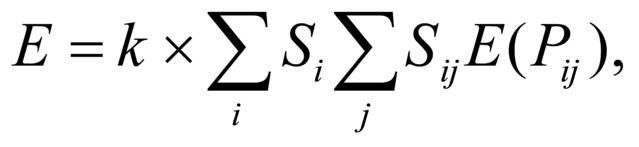 E = k × ∑_i S_i ∑_j S_ij E(P_ij),